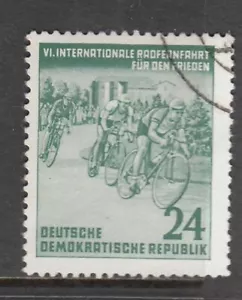 VI. INTERNATIONALE RADFERNFAHRT
FÜR DEN FRIEDEN
24
DEUTSCHE
DEMOKRATISCHE REPUBLIK